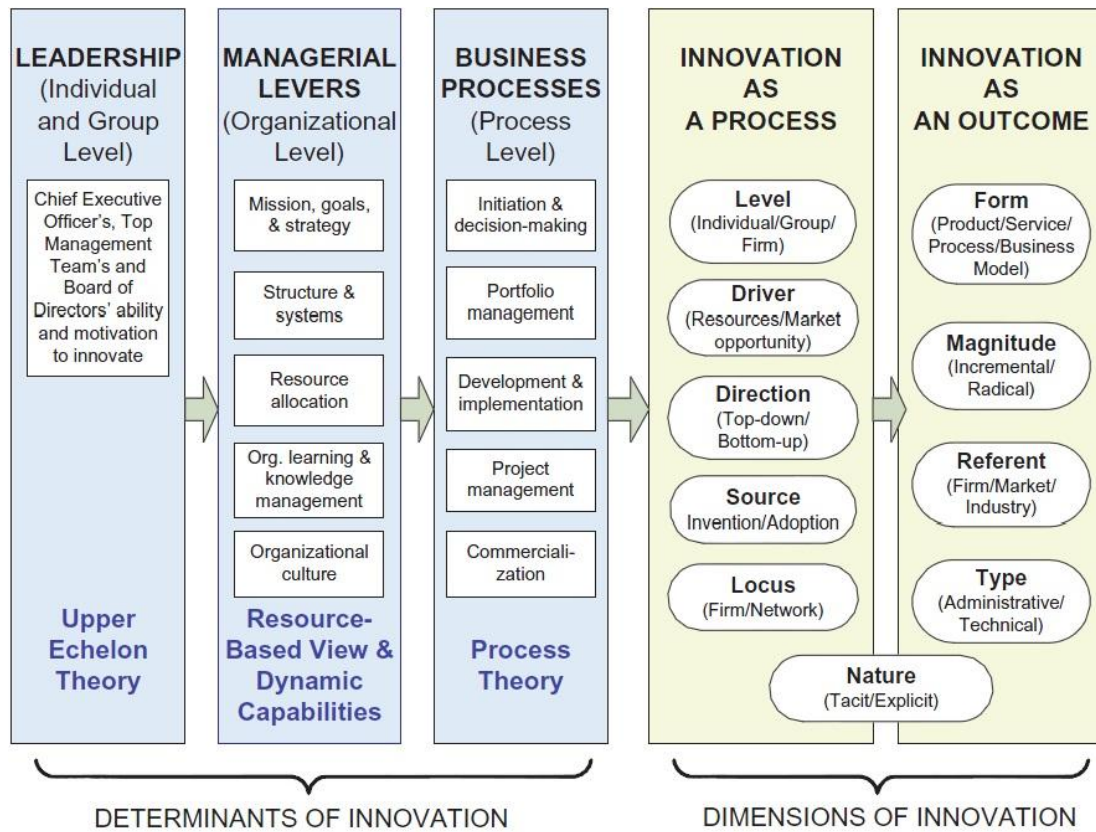 LEADERSHIP
(Individual
and Group
Level)
Chief Executive
Officer's, Top
Management
Team's and
Board of
Directors' ability
and motivation
to innovate
Upper
Echelon
Theory
MANAGERIAL
LEVERS
(Organizational
Level)
Mission, goals,
& strategy
Structure &
systems
Resource
allocation
Org. learning &
knowledge
management
Organizational
culture
Resource-
Based View &
Dynamic
Capabilities
BUSINESS
PROCESSES
(Process
Level)
Initiation &
decision-making
Portfolio
management
Development &
implementation
Project
management
Commerciali-
zation
Process
Theory
INNOVATION
AS
A PROCESS
Level
(Individual/Group/
Firm)
Driver
(Resources/Market
opportunity)
Direction
(Top-down/
Bottom-up)
Source
Invention/Adoption
Locus
(Firm/Network)
INNOVATION
AS
AN OUTCOME
Form
(Product/Service/
Process/Business
Model)
Magnitude
(Incremental/
Radical)
Referent
(Firm/Market/
Industry)
Type
(Administrative/
Technical)
Nature
(Tacit/Explicit)
DETERMINANTS OF INNOVATION
DIMENSIONS OF INNOVATION